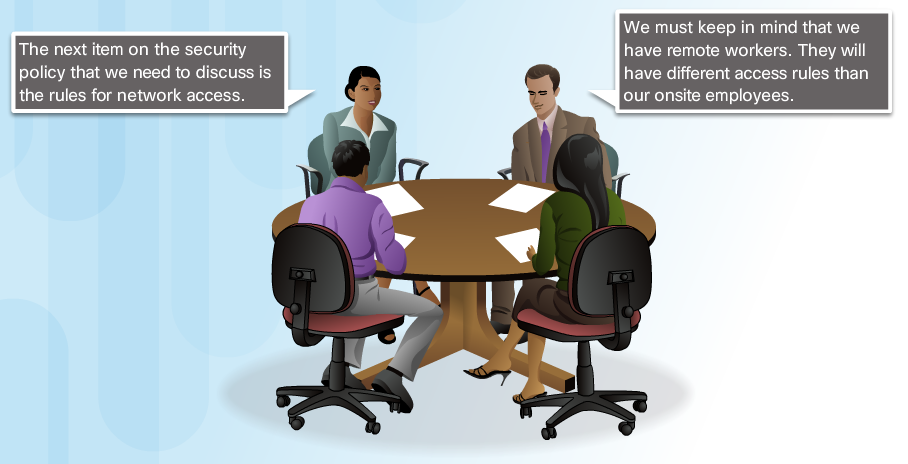 The next item on the security
policy that we need to discuss is
the rules for network access.
We must keep in mind that we
have remote workers. They will
have different access rules than
our onsite employees.